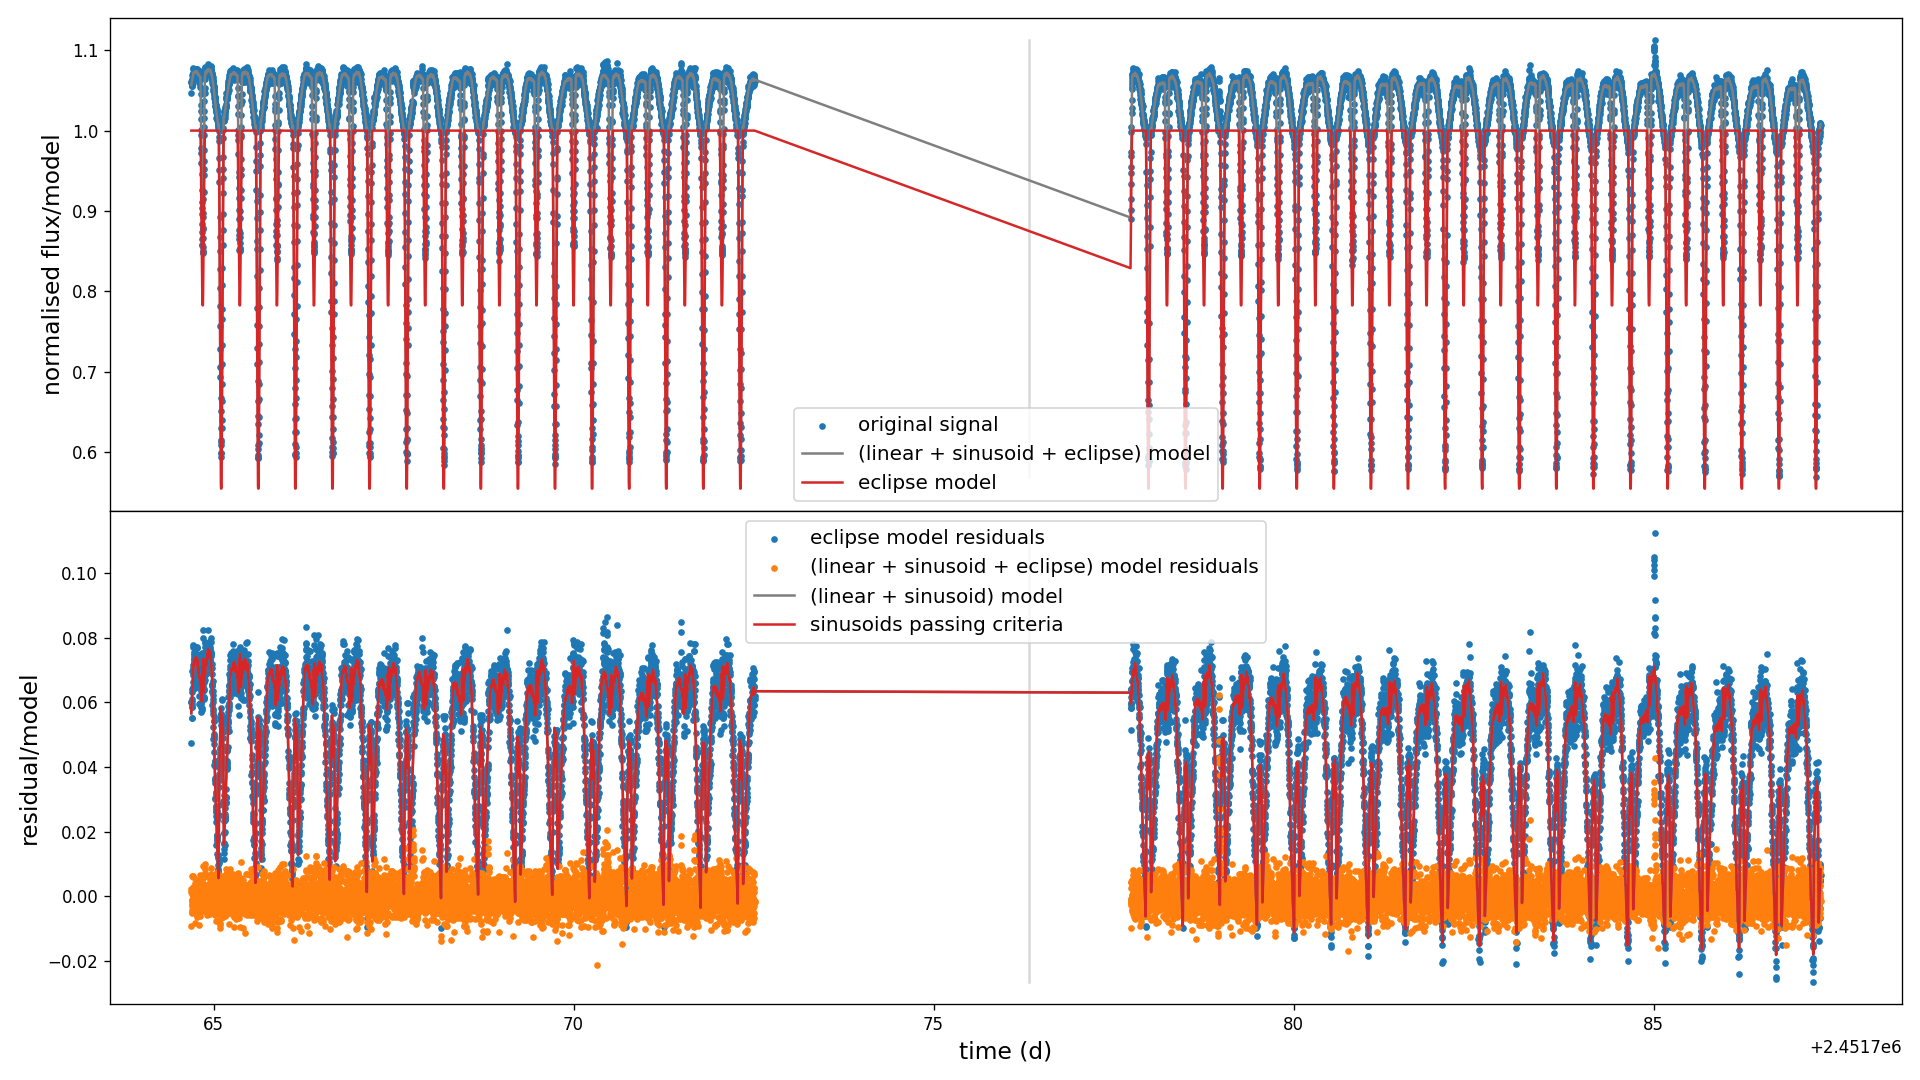 1.1
1.0
0.9
0.8
0.7
0.6
normalised flux/model
original signal
(linear + sinusoid + eclipse) model
eclipse model
0.10
0.08
0.06
0.04
0.02
0.00
−0.02
residual/model
eclipse model residuals
(linear + sinusoid + eclipse) model residuals
(linear + sinusoid) model
sinusoids passing criteria
65 70 75 80 85
time (d)
+2.4517e6